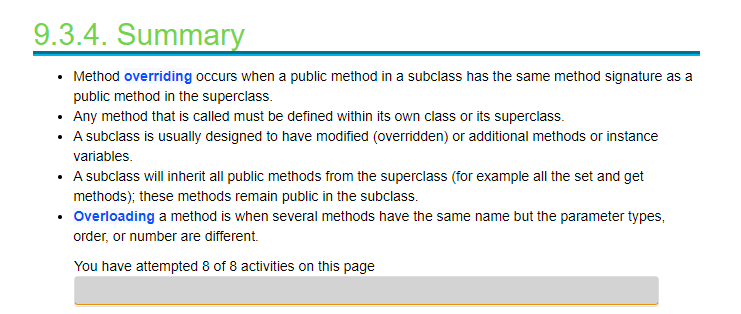 9.3.4. Summary
• Method overriding occurs when a public method in a subclass has the same method signature as a
public method in the superclass.
• Any method that is called must be defined within its own class or its superclass.
• A subclass is usually designed to have modified (overridden) or additional methods or instance
variables.
• A subclass will inherit all public methods from the superclass (for example all the set and get
methods); these methods remain public in the subclass.
• Overloading a method is when several methods have the same name but the parameter types,
order, or number are different.
You have attempted 8 of 8 activities on this page